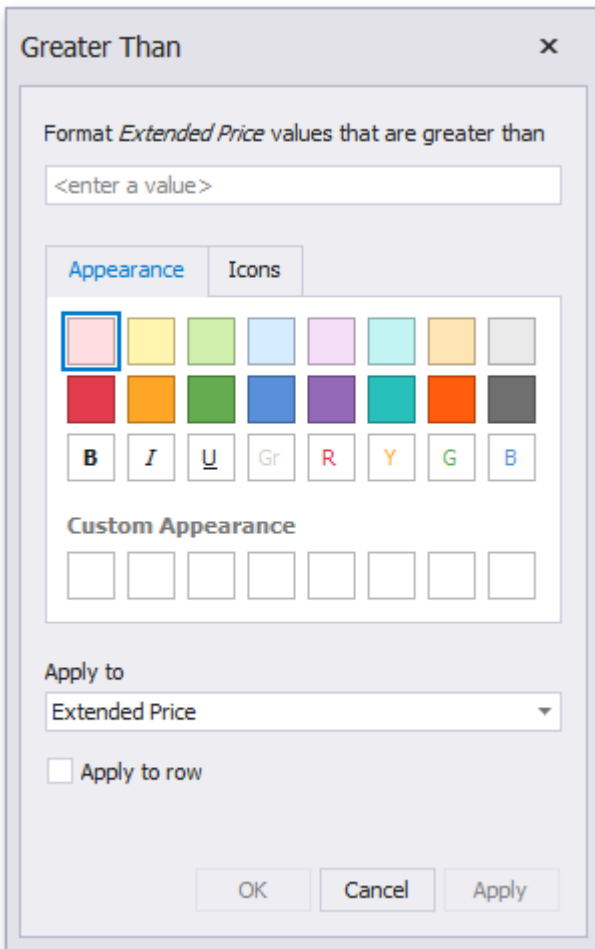 Greater Than
Format Extended Price values that are greater than
<enter a value>
Appearance Icons
B I U Gr R Y G B
Custom Appearance
Apply to
Extended Price
Apply to row
OK Cancel Apply